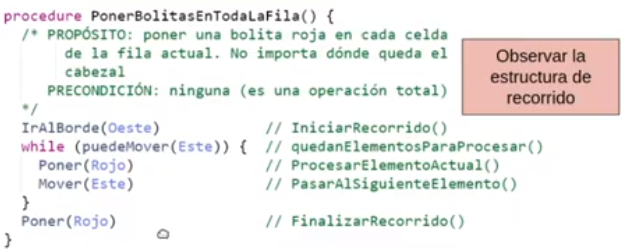 procedure PonerBolitasEnTodaLaFila() {
/* PROPÓSITO: poner una bolita roja en cada celda
de la fila actual. No importa dónde queda el
cabezal
PRECONDICIÓN: ninguna (es una operación total)
*/
IrAlBorde(Oeste) // IniciarRecorrido()
while (puedeMover(Este)) { // quedanElementosParaProcesar()
Poner(Rojo) // ProcesarElementoActual()
Mover(Este) // PasarAlSiguienteElemento()
}
Poner(Rojo) // FinalizarRecorrido()
}
Observar la
estructura de
recorrido